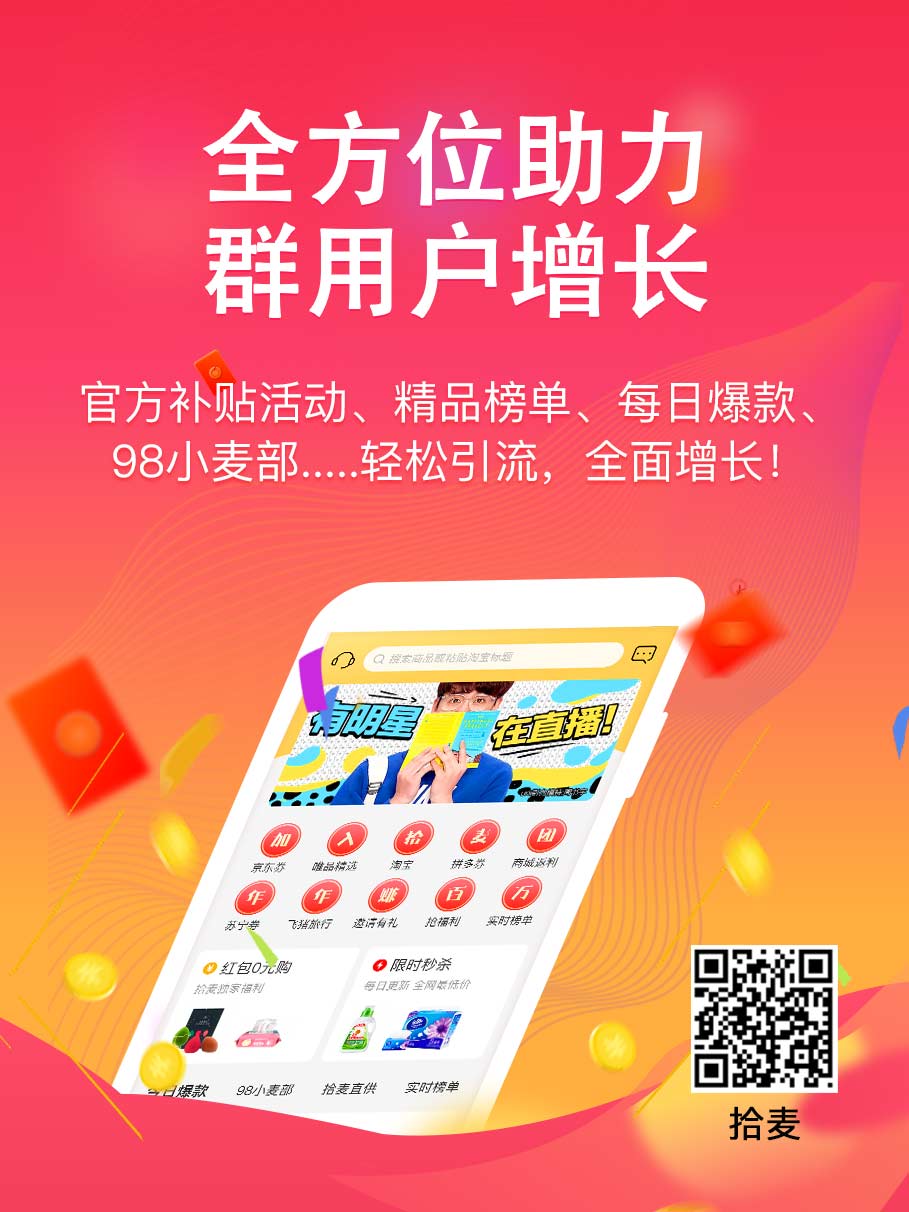 全方位助力
群用户增长
官方补贴活动、精品榜单、每日爆款、
98小麦部.....轻松引流，全面增长！
搜索商品或粘贴淘宝标题
有明星 在直播!
加 入 拾 麦 团
京东券 唯品精选 淘宝 拼多券 商城返利
年 年 赚 百 万
苏宁券 飞猪旅行 邀请有礼 抢福利 实时榜单
红包0元购 限时秒杀
拾麦独家福利 每日更新 全网最低价
每日爆款 98小麦部 拾麦直供 实时榜单
拾麦